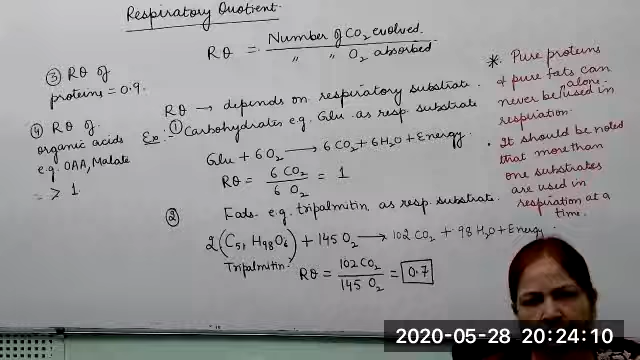 Respiratory Quotient.
RQ = Number of CO2 evolved.
" " O2 absorbed
③ RQ of
proteins = 0.9.
RQ → depends on respiratory substrate.
Ex:- ① Carbohydrates e.g. Glu. as resp. substrate
Glu + 6O2 → 6CO2 + 6H2O + Energy.
RQ = 6 CO2 / 6 O2 = 1
④ RQ of
organic acids
e.g. OAA, Malate
= > 1
② Fats- e.g. tripalmitin as resp. substrate.
2(C51 H98 O6) + 145 O2 → 102 CO2 + 98 H2O + Energy.
Tripalmitin.
RQ = 102 CO2 / 145 O2 = 0.7
* Pure proteins
& pure fats can
never be used alone in
respiration.
• It should be noted
that more than
one substrates
are used in
respiration at a
time.
2020-05-28 20:24:10